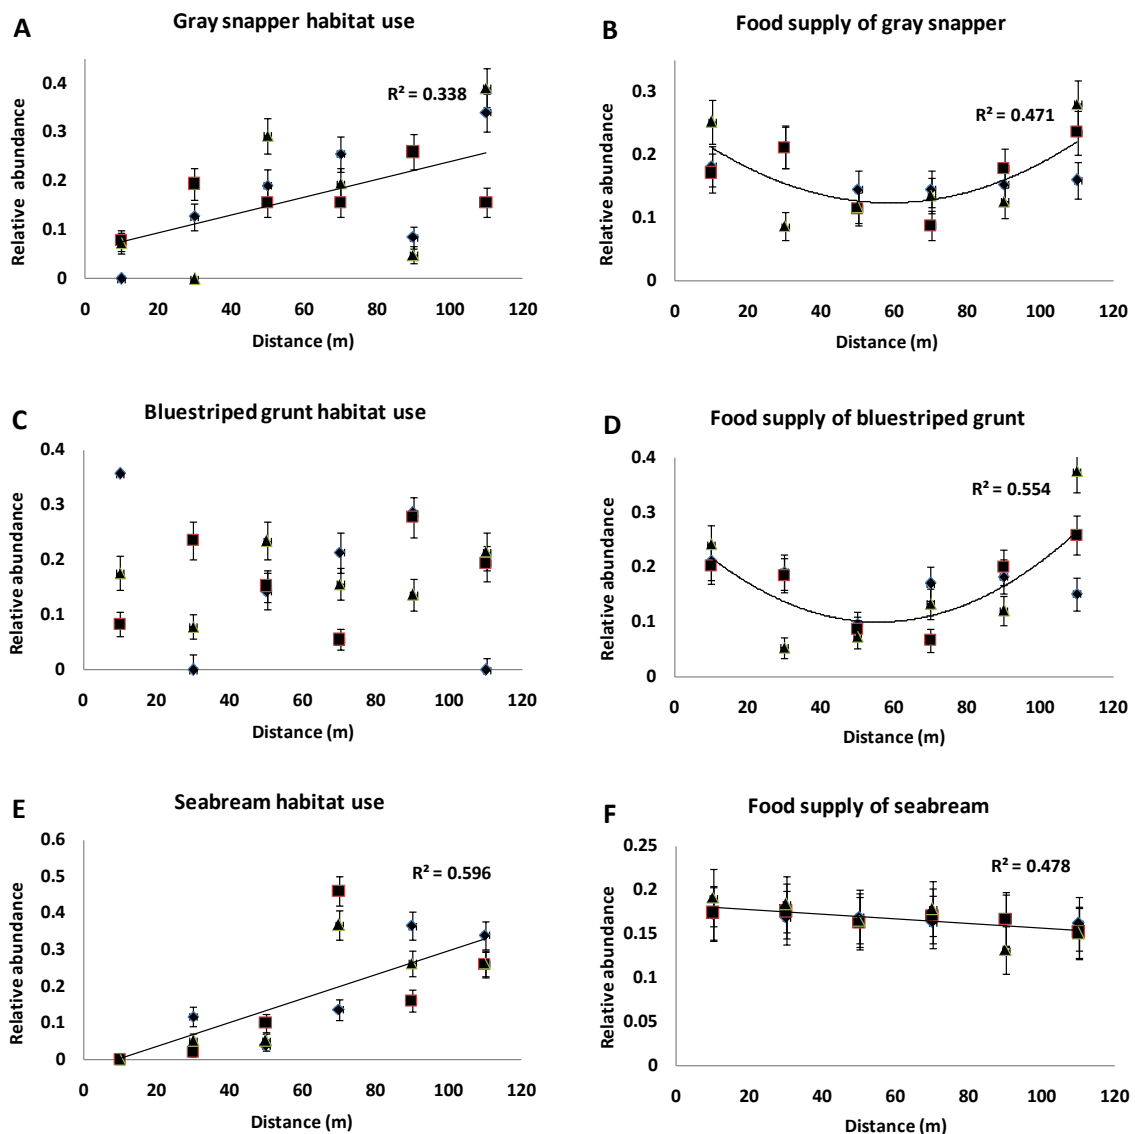 A
Gray snapper habitat use
Relative abundance
0.4
0.3
0.2
0.1
0
R² = 0.338
0 20 40 60 80 100 120
Distance (m)
B
Food supply of gray snapper
Relative abundance
0.3
0.2
0.1
0
R² = 0.471
0 20 40 60 80 100 120
Distance (m)
C
Bluestriped grunt habitat use
Relative abundance
0.4
0.3
0.2
0.1
0
0 20 40 60 80 100 120
Distance (m)
D
Food supply of bluestriped grunt
Relative abundance
0.4
0.3
0.2
0.1
0
R² = 0.554
0 20 40 60 80 100 120
Distance (m)
E
Seabream habitat use
Relative abundance
0.6
0.5
0.4
0.3
0.2
0.1
0
R² = 0.596
0 20 40 60 80 100 120
Distance (m)
F
Food supply of seabream
Relative abundance
0.25
0.2
0.15
0.1
0.05
0
R² = 0.478
0 20 40 60 80 100 120
Distance (m)